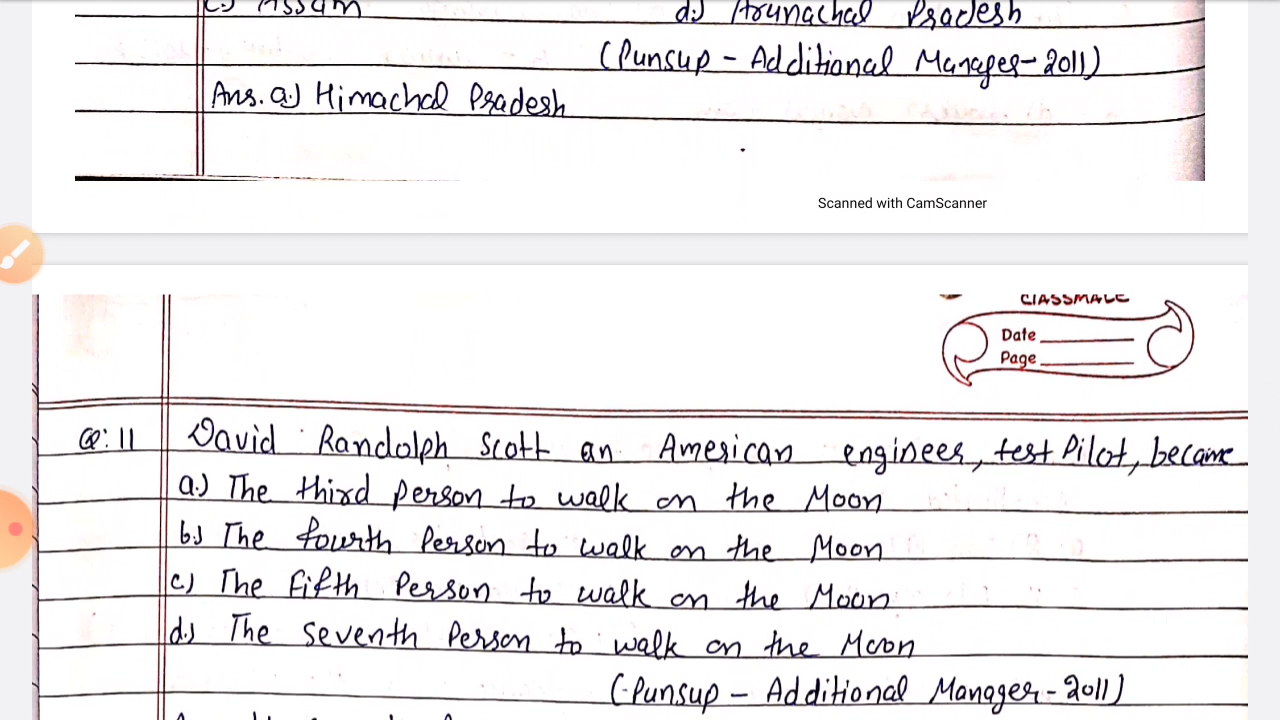 c.) Assam d.) Arunachal Pradesh
(Punsup - Additional Manager-2011)
Ans. a.) Himachal Pradesh
Scanned with CamScanner
CLASSMATE
Date
Page
Q: 11 David Randolph Scott an American engineer, test Pilot, became
a.) The third person to walk on the Moon
b.) The fourth Person to walk on the Moon
c.) The Fifth Person to walk on the Moon
d.) The Seventh Person to walk on the Moon
(Punsup - Additional Manager-2011)